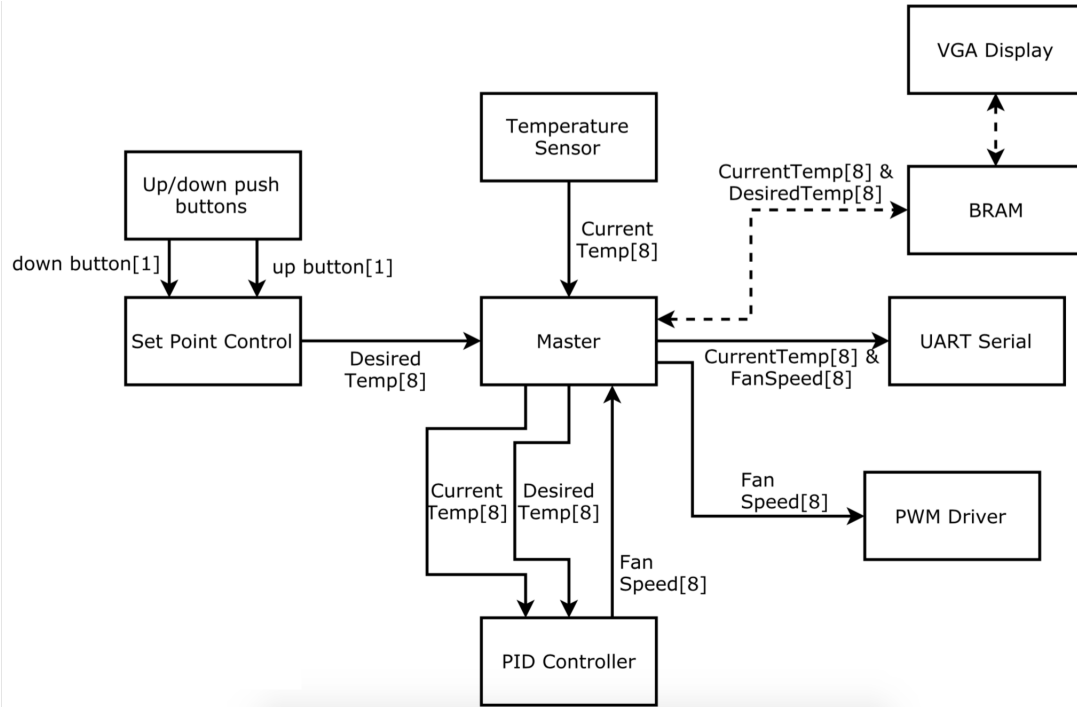 VGA Display
Temperature
Sensor
CurrentTemp[8] &
DesiredTemp[8]
BRAM
Up/down push
buttons
Current
Temp[8]
down button[1]
up button[1]
Set Point Control
Master
UART Serial
Desired
Temp[8]
CurrentTemp[8] &
FanSpeed[8]
Current
Temp[8]
Desired
Temp[8]
Fan
Speed[8]
PWM Driver
Fan
Speed[8]
PID Controller